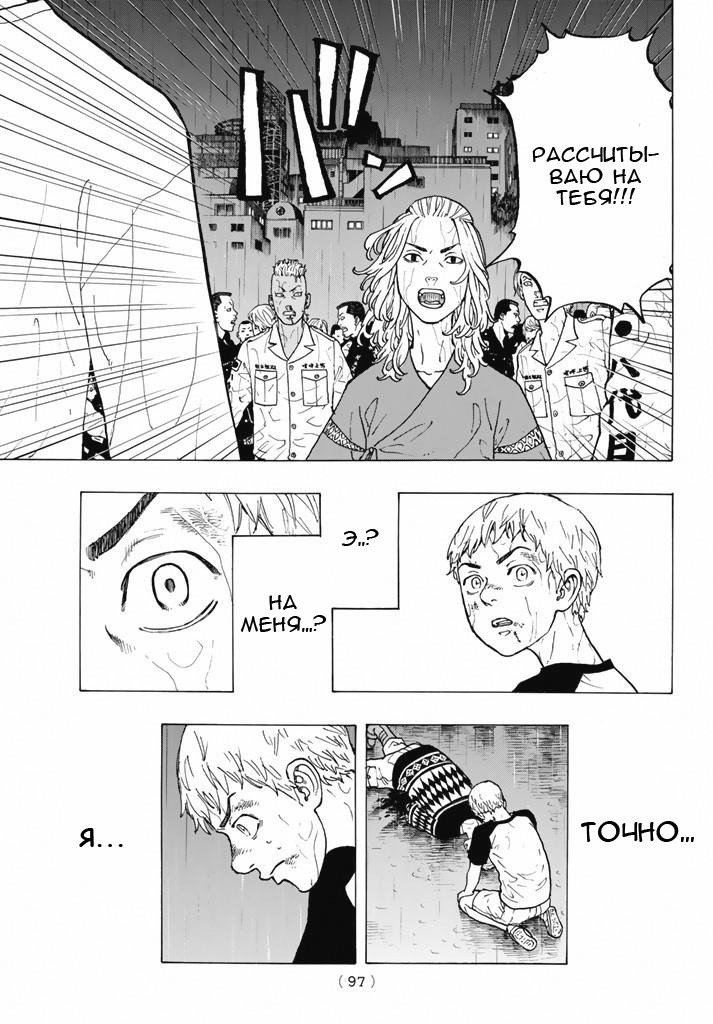 РАССЧИТЫ-
ВАЮ НА
ТЕБЯ!!!
Э..?
НА
МЕНЯ...?
ТОЧНО...
Я...
(97)